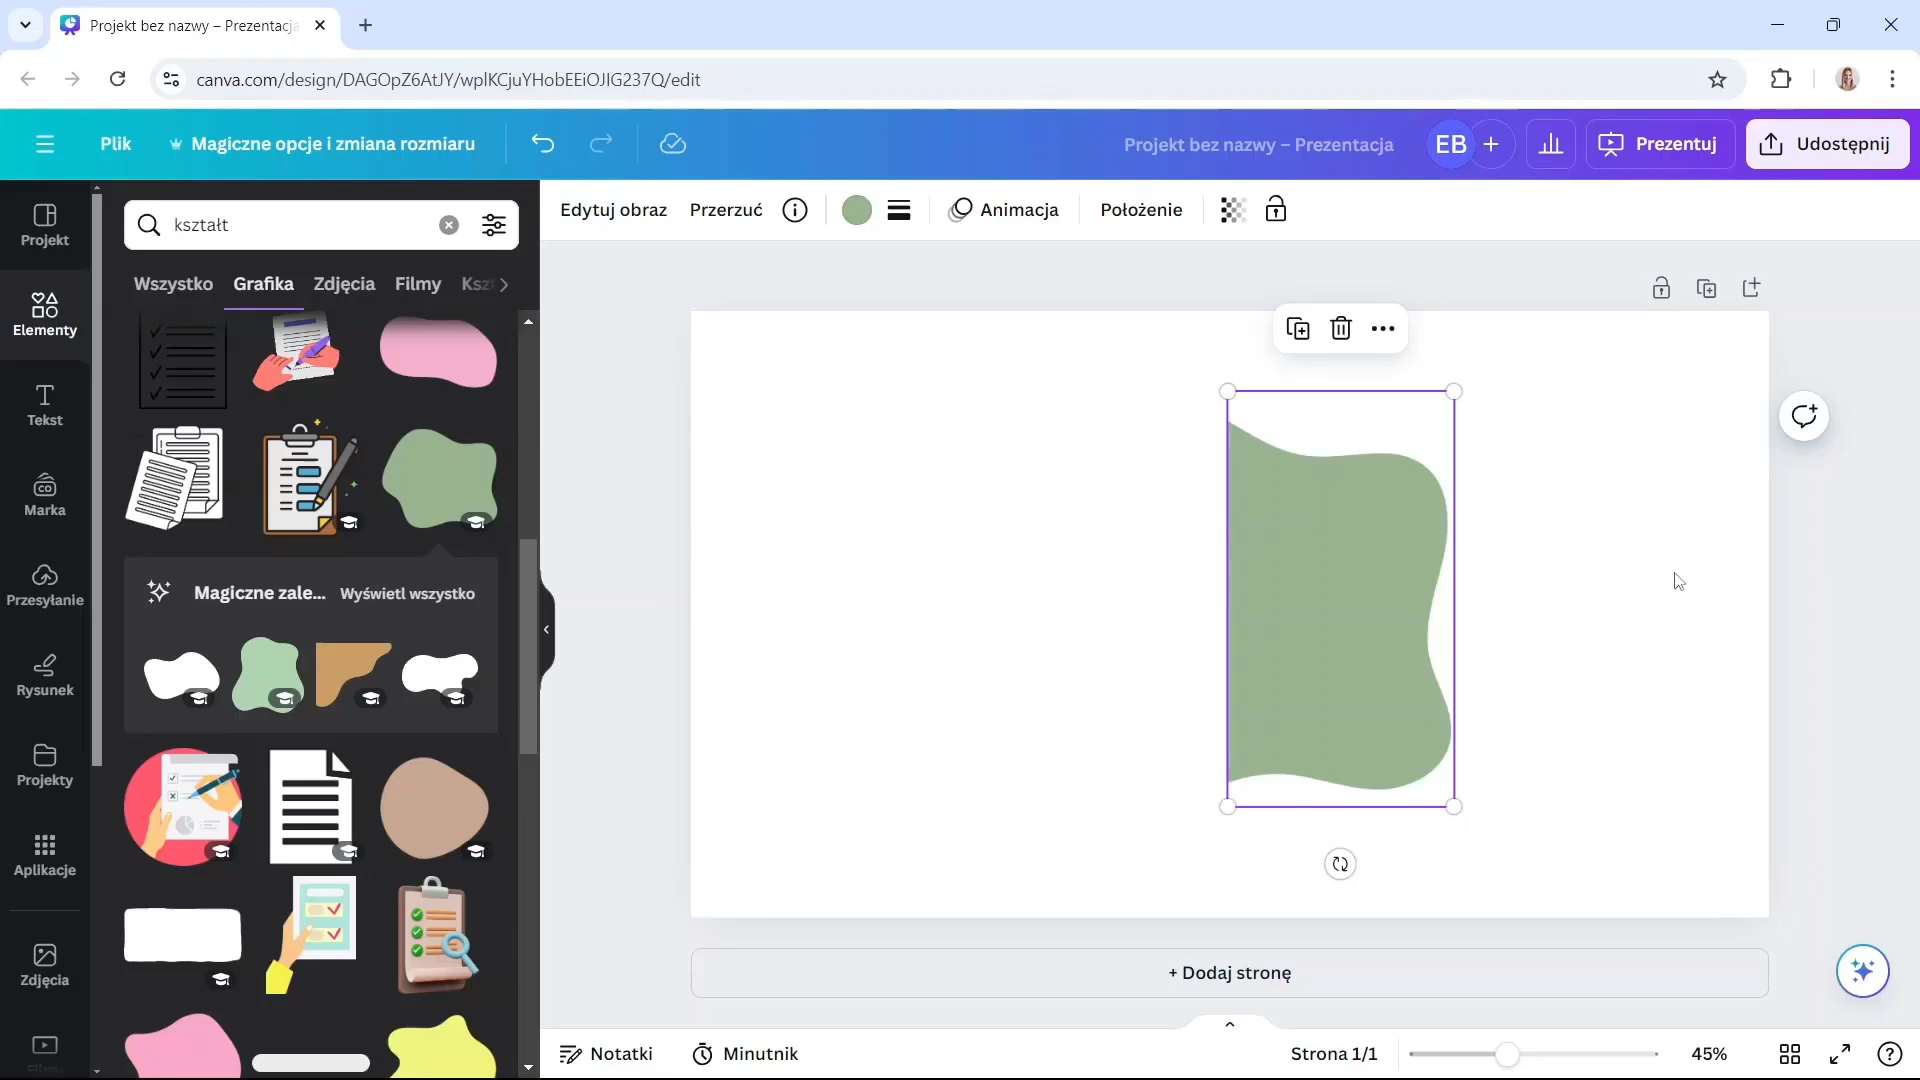 Projekt bez nazwy – Prezentacja
canva.com/design/DAGOpZ6AtJY/wplKCjuYHobEEiOJIG237Q/edit
Plik
Magiczne opcje i zmiana rozmiaru
Projekt bez nazwy – Prezentacja
EB
Prezentuj
Udostępnij
Projekt
Elementy
Tekst
Marka
Przesyłanie
Rysunek
Projekty
Aplikacje
Zdjęcia
Filmy
kształt
Wszystko Grafika Zdjęcia Filmy Kszt
Magiczne zale... Wyświetl wszystko
Edytuj obraz Przerzuć Animacja Położenie
+ Dodaj stronę
Notatki Minutnik Strona 1/1 45%